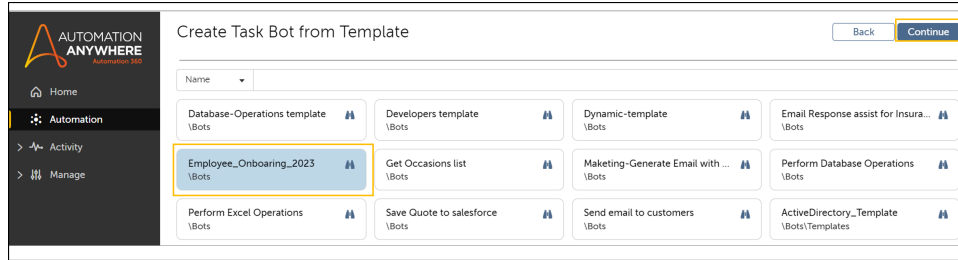 AUTOMATION
ANYWHERE
Automation 360
Home
Automation
Activity
Manage
Create Task Bot from Template
Back
Continue
Name
Database-Operations template
\Bots
Developers template
\Bots
Dynamic-template
\Bots
Email Response assist for Insura...
\Bots
Employee_Onboaring_2023
\Bots
Get Occasions list
\Bots
Maketing-Generate Email with ...
\Bots
Perform Database Operations
\Bots
Perform Excel Operations
\Bots
Save Quote to salesforce
\Bots
Send email to customers
\Bots
ActiveDirectory_Template
\Bots\Templates